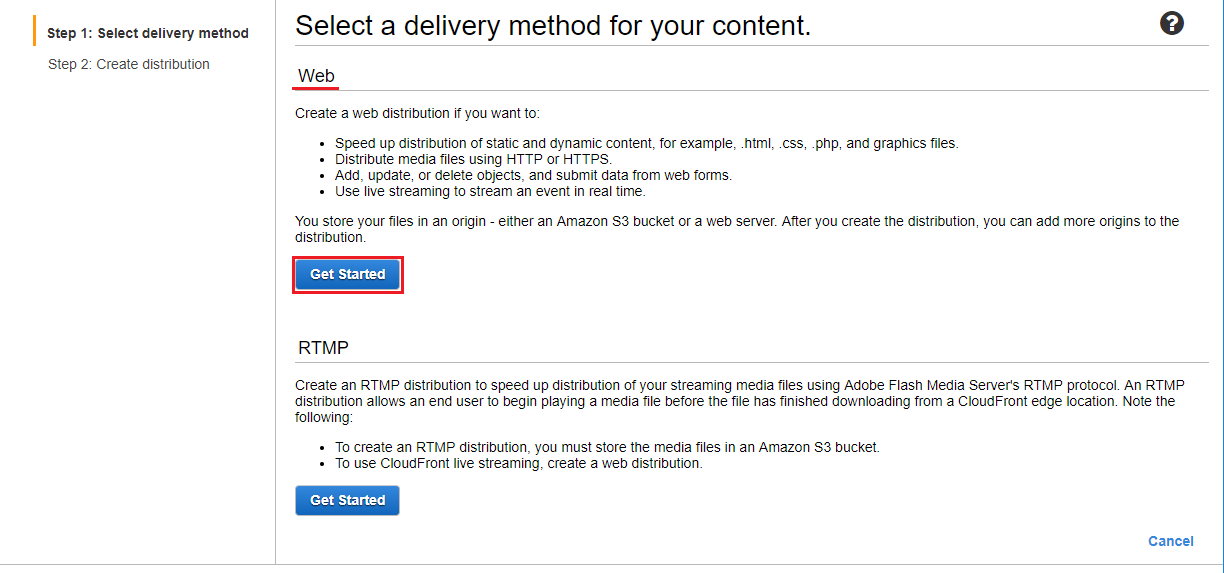 Step 1: Select delivery method
Step 2: Create distribution
Select a delivery method for your content.
?
Web
Create a web distribution if you want to:
• Speed up distribution of static and dynamic content, for example, .html, .css, .php, and graphics files.
• Distribute media files using HTTP or HTTPS.
• Add, update, or delete objects, and submit data from web forms.
• Use live streaming to stream an event in real time.
You store your files in an origin - either an Amazon S3 bucket or a web server. After you create the distribution, you can add more origins to the
distribution.
Get Started
RTMP
Create an RTMP distribution to speed up distribution of your streaming media files using Adobe Flash Media Server's RTMP protocol. An RTMP
distribution allows an end user to begin playing a media file before the file has finished downloading from a CloudFront edge location. Note the
following:
• To create an RTMP distribution, you must store the media files in an Amazon S3 bucket.
• To use CloudFront live streaming, create a web distribution.
Get Started
Cancel